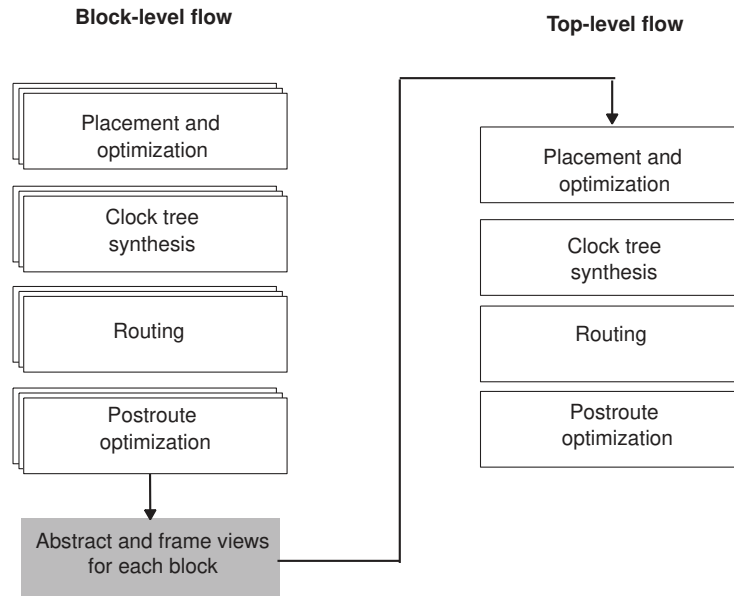 Block-level flow
Placement and
optimization
Clock tree
synthesis
Routing
Postroute
optimization
Abstract and frame views
for each block
Top-level flow
Placement and
optimization
Clock tree
synthesis
Routing
Postroute
optimization